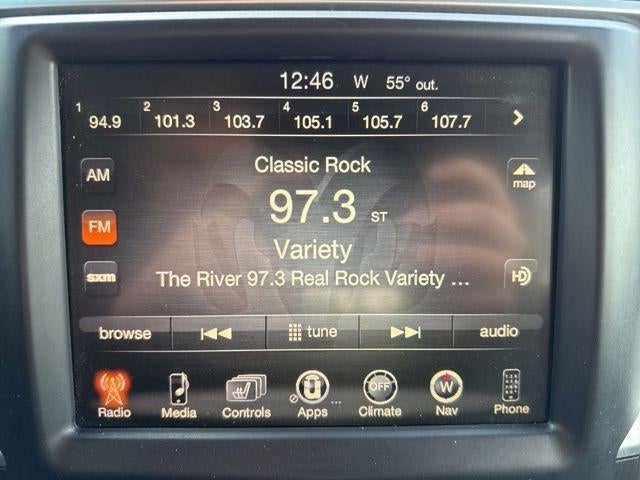 12:46 W 55° out.
1 94.9 2 101.3 3 103.7 4 105.1 5 105.7 6 107.7 >
Classic Rock
AM
map
97.3 ST
FM
Variety
sxm
The River 97.3 Real Rock Variety ...
HD
browse tune audio
OFF W
Radio Media Controls Apps ... Climate Nav Phone